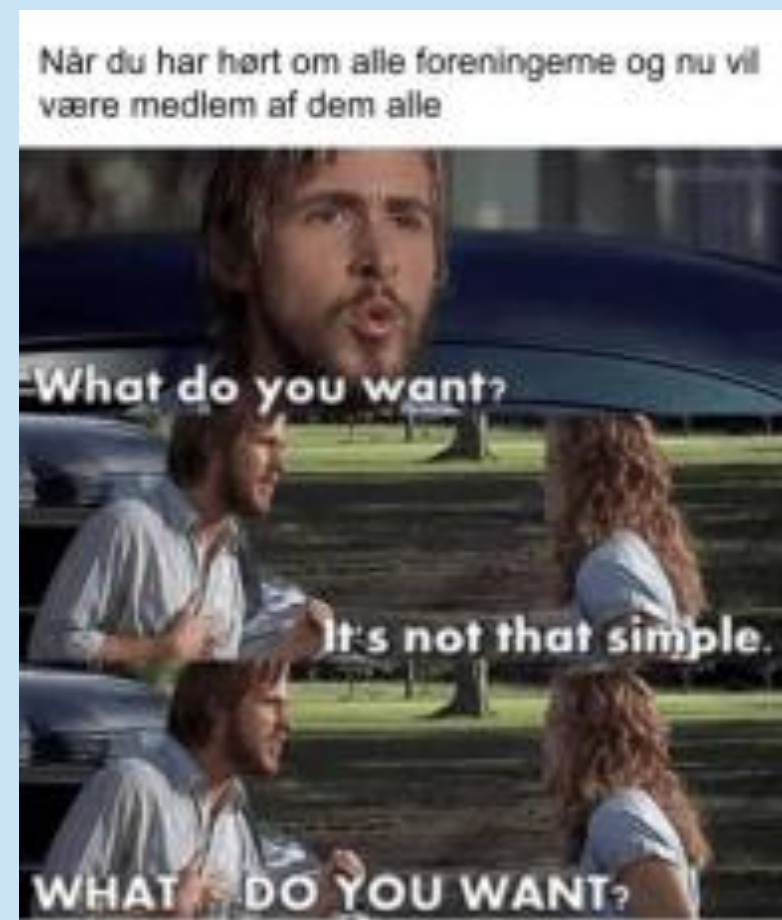 Når du har hørt om alle foreningerne og nu vil
være medlem af dem alle
What do you want?
It's not that simple.
WHAT DO YOU WANT?